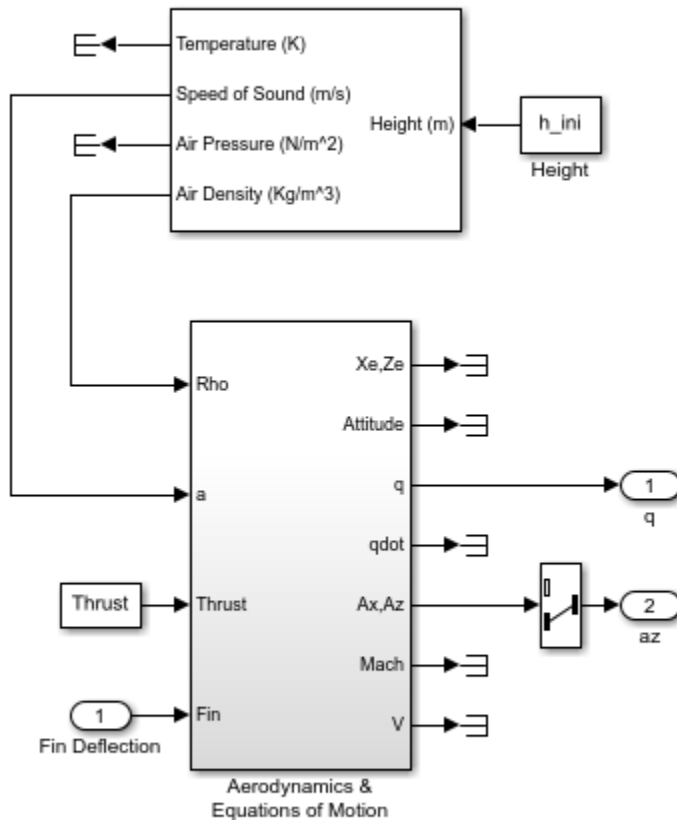 Temperature (K)
Speed of Sound (m/s)
Air Pressure (N/m^2)
Air Density (Kg/m^3)
Height (m)
h_ini
Height
Rho
a
Thrust
Fin
Xe,Ze
Attitude
q
qdot
Ax,Az
Mach
V
Thrust
1
Fin Deflection
1
q
2
az
Aerodynamics &
Equations of Motion